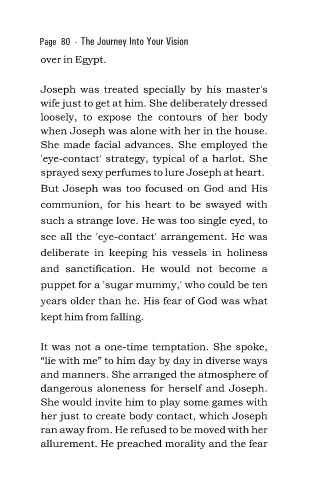 Page 80 - The Journey Into Your Vision
over in Egypt.
Joseph was treated specially by his master's
wife just to get at him. She deliberately dressed
loosely, to expose the contours of her body
when Joseph was alone with her in the house.
She made facial advances. She employed the
'eye-contact' strategy, typical of a harlot. She
sprayed sexy perfumes to lure Joseph at heart.
But Joseph was too focused on God and His
communion, for his heart to be swayed with
such a strange love. He was too single eyed, to
see all the 'eye-contact' arrangement. He was
deliberate in keeping his vessels in holiness
and sanctification. He would not become a
puppet for a 'sugar mummy,' who could be ten
years older than he. His fear of God was what
kept him from falling.
It was not a one-time temptation. She spoke,
“lie with me” to him day by day in diverse ways
and manners. She arranged the atmosphere of
dangerous aloneness for herself and Joseph.
She would invite him to play some games with
her just to create body contact, which Joseph
ran away from. He refused to be moved with her
allurement. He preached morality and the fear